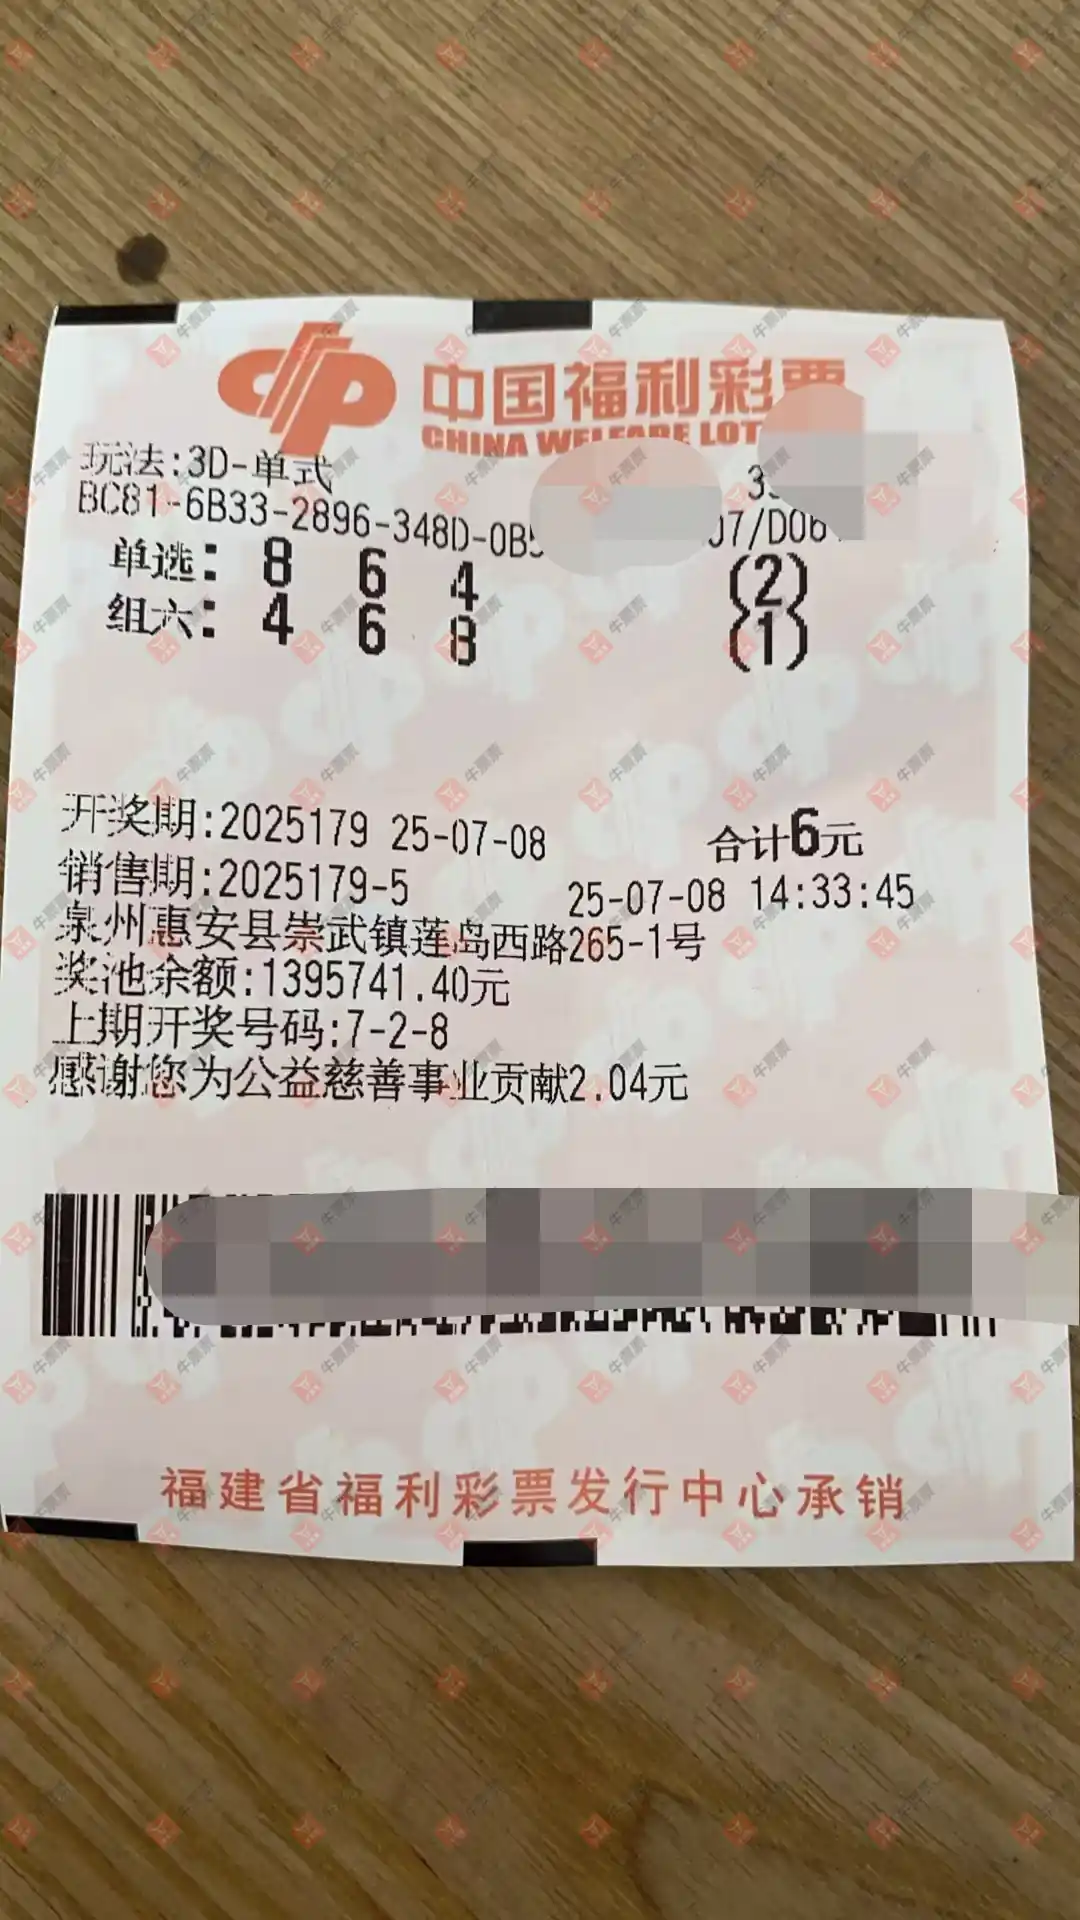 中国福利彩票
CHINA WELFARE LOT
玩法:3D-单式
BC81-6B33-2896-348D-0B5 07/D06
单选: 8 6 4 (2)
组六: 4 6 8 (1)
开奖期:2025179 25-07-08 合计6元
销售期:2025179-5 25-07-08 14:33:45
泉州惠安县崇武镇莲岛西路265-1号
奖池余额:1395741.40元
上期开奖号码:7-2-8
感谢您为公益慈善事业贡献2.04元
福建省福利彩票发行中心承销
牛票票